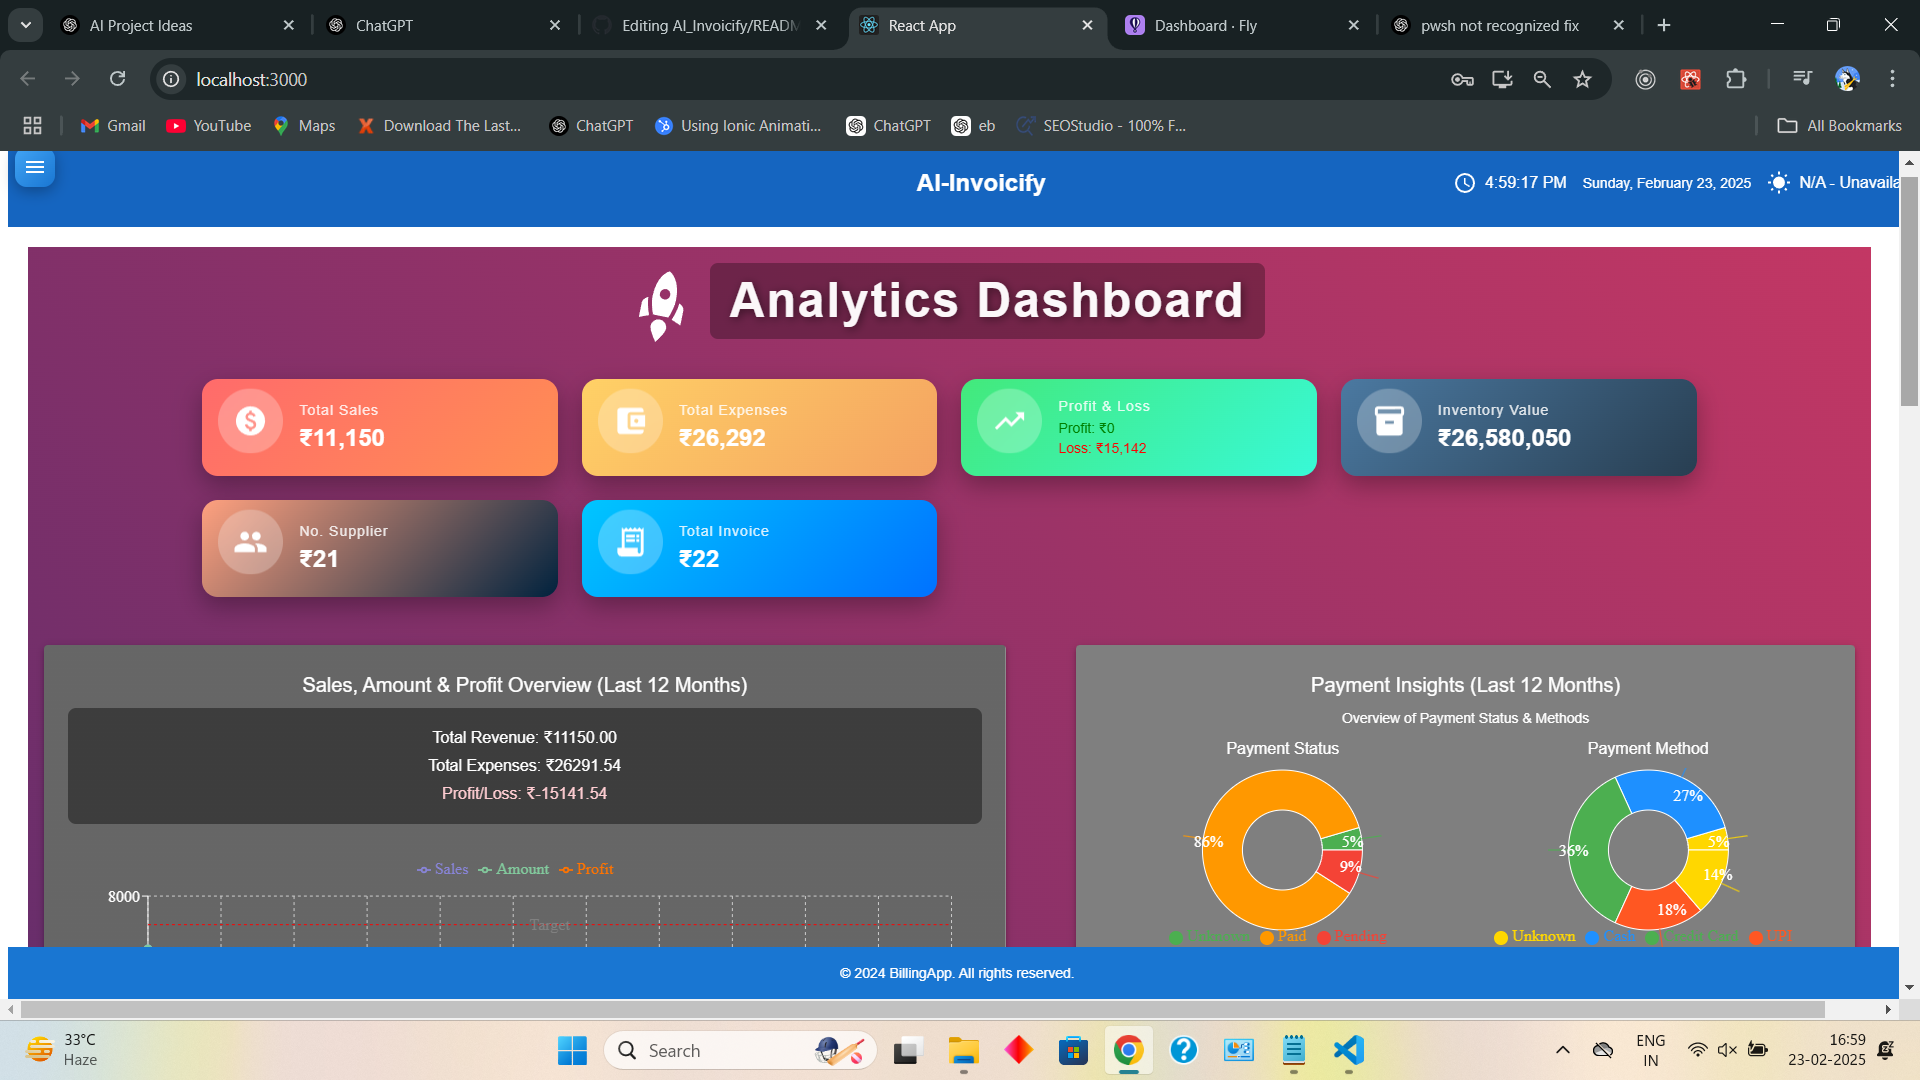 AI Project Ideas
ChatGPT
Editing AI_Invoicify/READM
React App
Dashboard · Fly
pwsh not recognized fix
localhost:3000
Gmail
YouTube
Maps
Download The Last...
ChatGPT
Using Ionic Animati...
ChatGPT
eb
SEOStudio - 100% F...
All Bookmarks
AI-Invoicify
4:59:17 PM
Sunday, February 23, 2025
N/A - Unavaila
Analytics Dashboard
Total Sales
₹11,150
Total Expenses
₹26,292
Profit & Loss
Profit: ₹0
Loss: ₹15,142
Inventory Value
₹26,580,050
No. Supplier
₹21
Total Invoice
₹22
Sales, Amount & Profit Overview (Last 12 Months)
Total Revenue: ₹11150.00
Total Expenses: ₹26291.54
Profit/Loss: ₹-15141.54
Sales
Amount
Profit
8000
Target
Payment Insights (Last 12 Months)
Overview of Payment Status & Methods
Payment Status
86%
5%
9%
Unknown
Paid
Pending
Payment Method
27%
5%
36%
14%
18%
Unknown
Cash
Credit Card
UPI
© 2024 BillingApp. All rights reserved.
33°C
Haze
Search
ENG
IN
16:59
23-02-2025